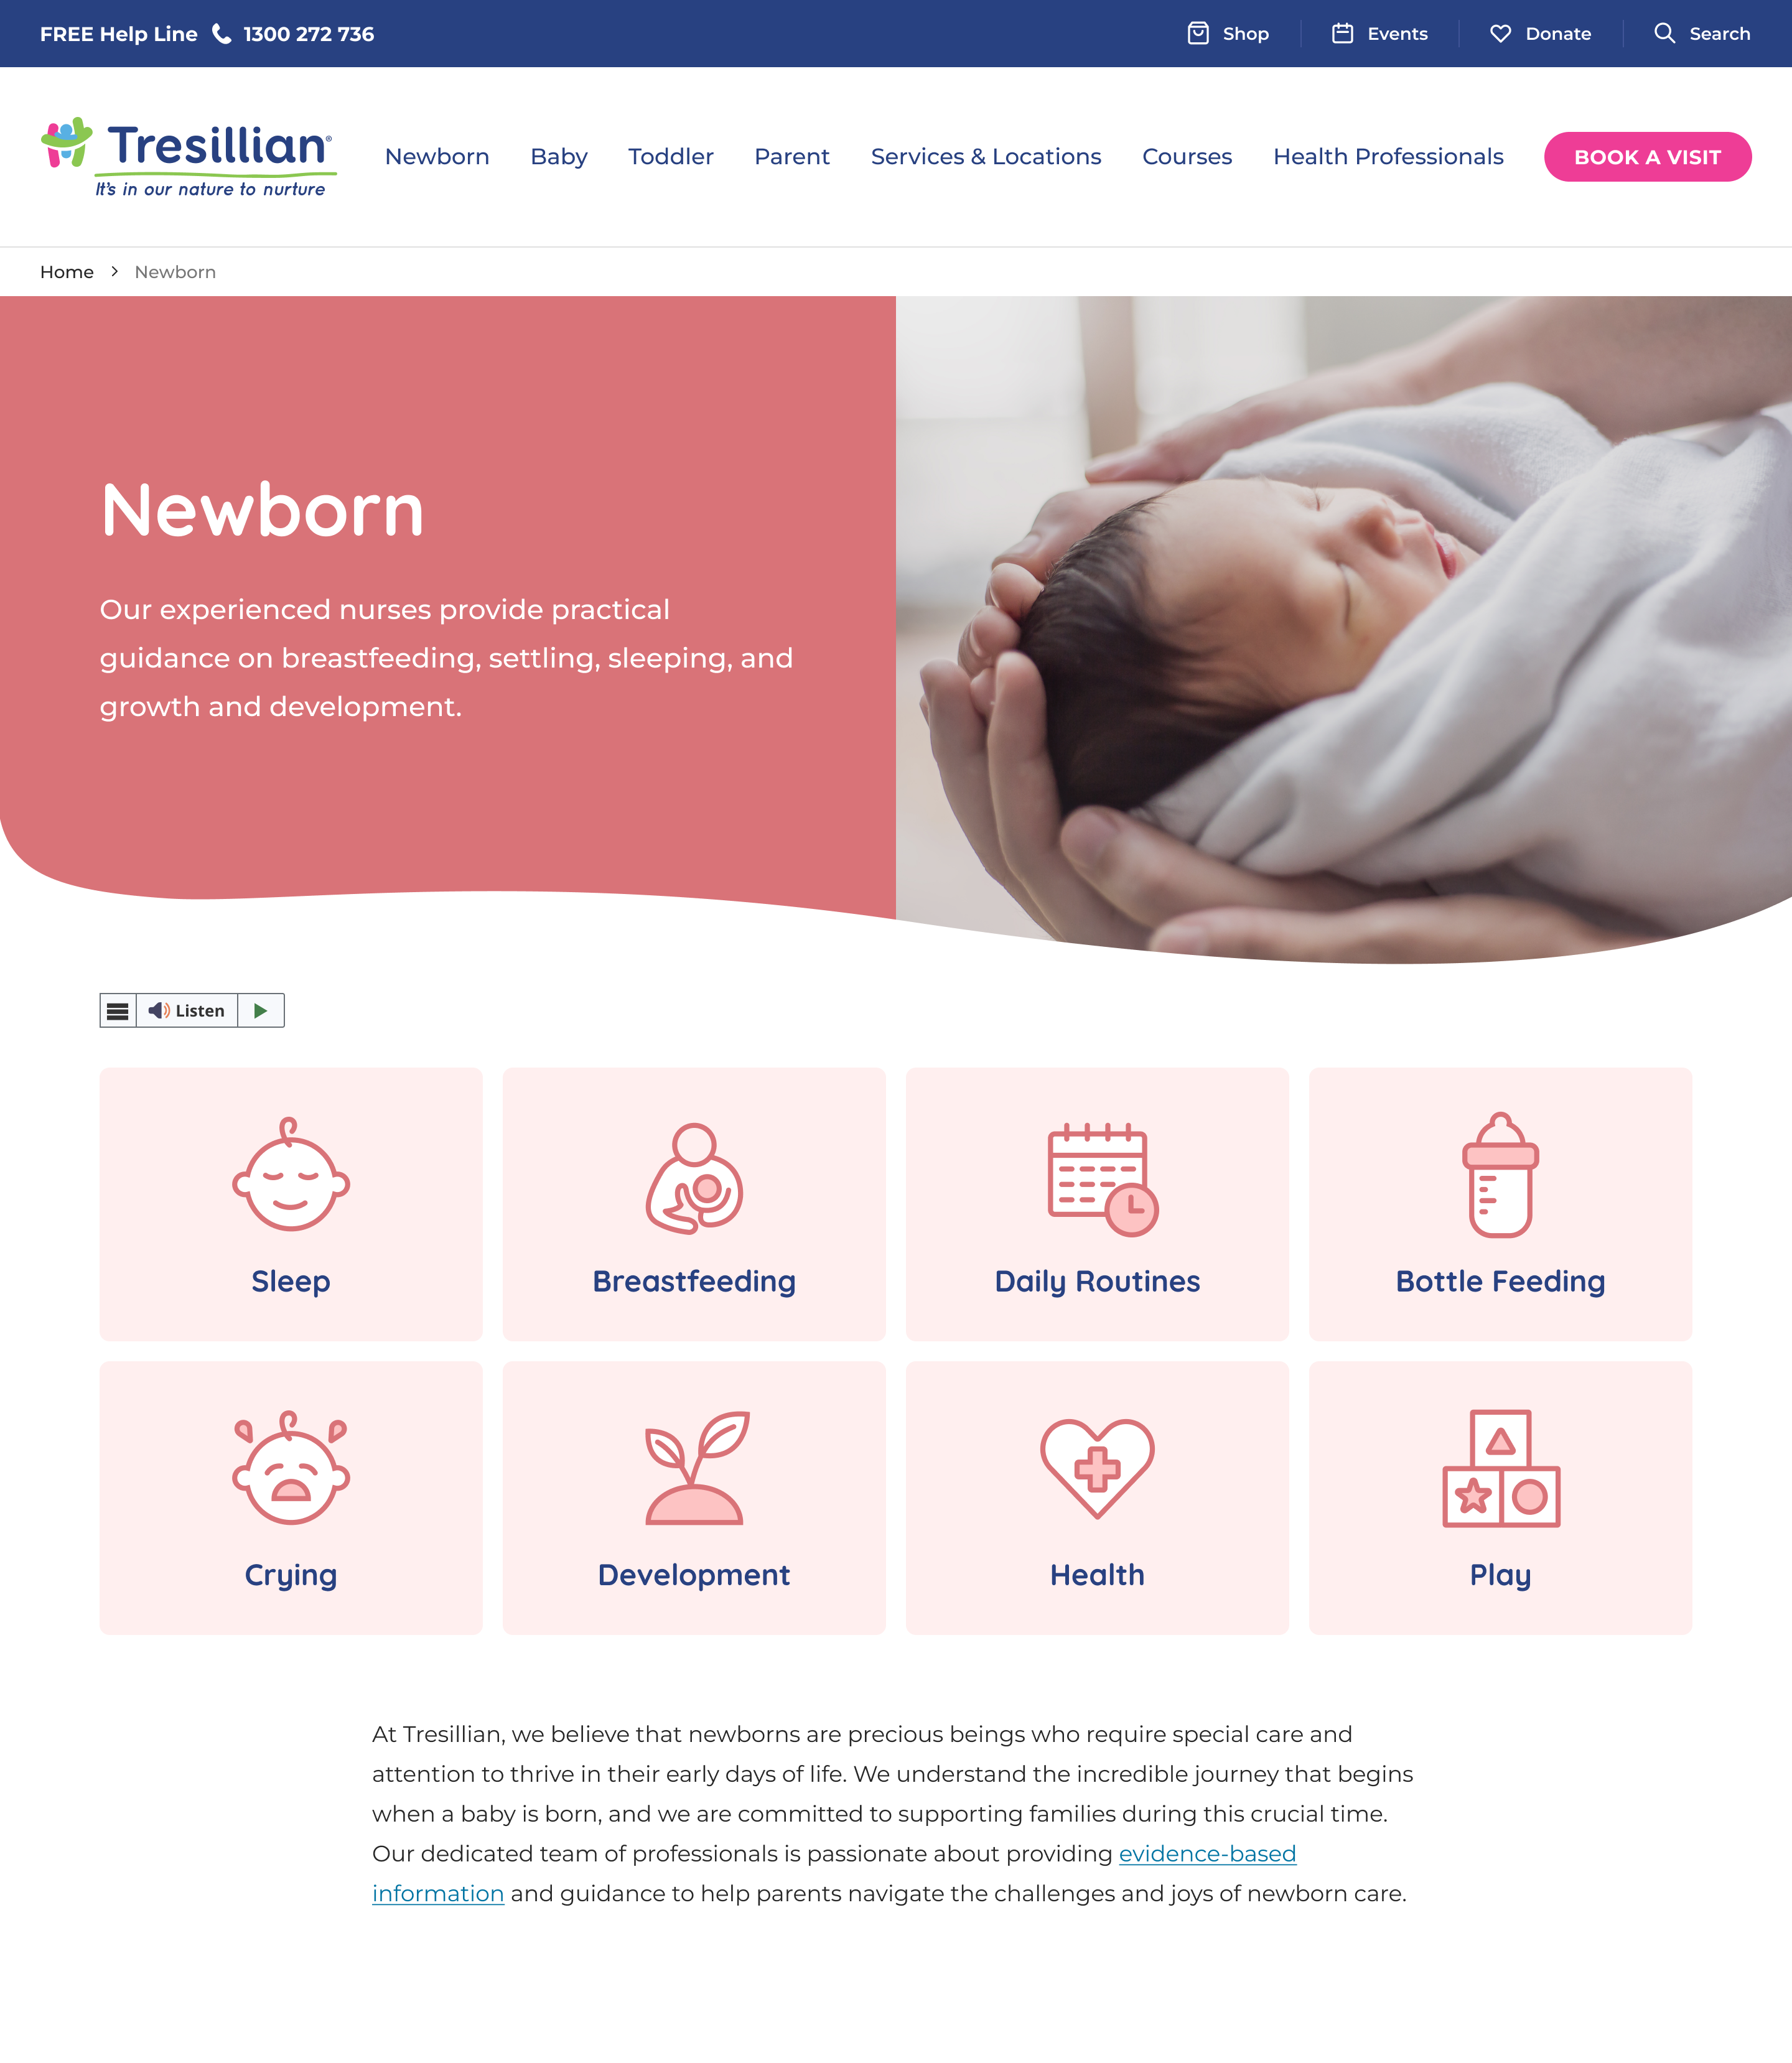 FREE Help Line 1300 272 736
Shop
Events
Donate
Search
Tresillian®
It's in our nature to nurture
Newborn
Baby
Toddler
Parent
Services & Locations
Courses
Health Professionals
BOOK A VISIT
Home > Newborn
Newborn
Our experienced nurses provide practical
guidance on breastfeeding, settling, sleeping, and
growth and development.
Listen
Sleep
Breastfeeding
Daily Routines
Bottle Feeding
Crying
Development
Health
Play
At Tresillian, we believe that newborns are precious beings who require special care and
attention to thrive in their early days of life. We understand the incredible journey that begins
when a baby is born, and we are committed to supporting families during this crucial time.
Our dedicated team of professionals is passionate about providing evidence-based
information and guidance to help parents navigate the challenges and joys of newborn care.